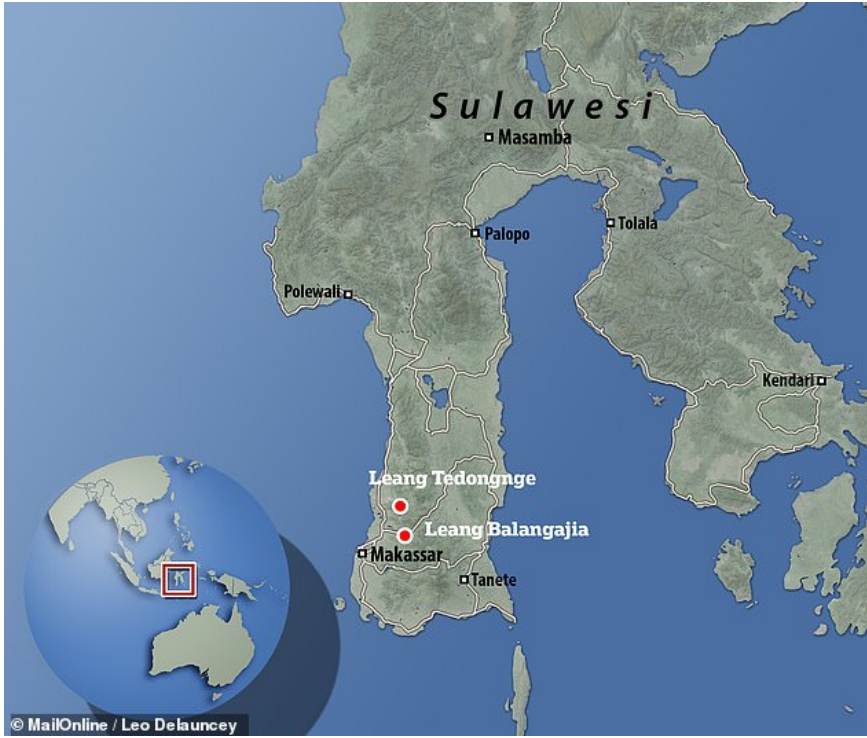 Sulawesi
Masamba
Palopo
Tolala
Polewali
Kendari
Leang Tedongnge
Leang Balangajia
Makassar
Tanete
© MailOnline / Leo Delauncey